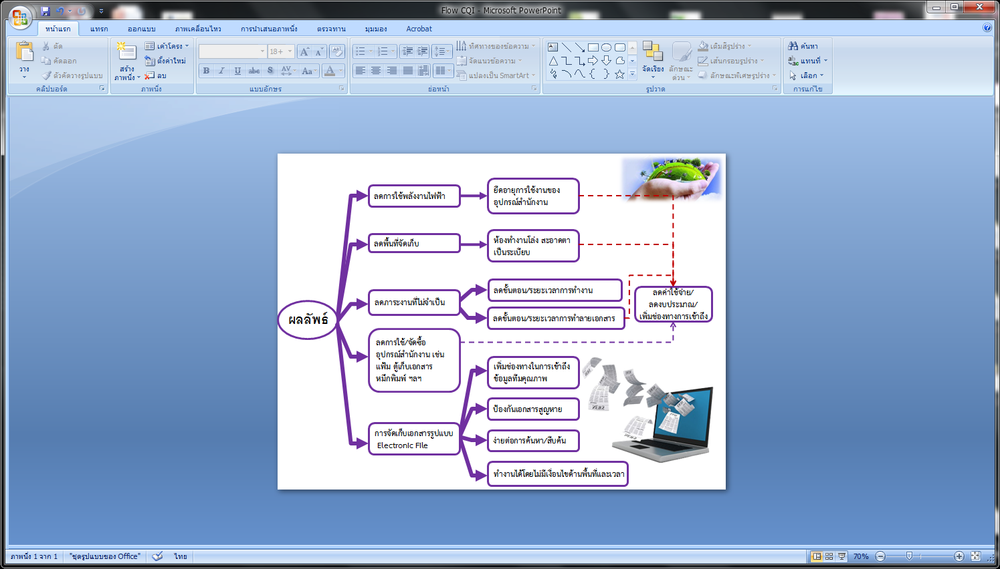 Flow CQI - Microsoft PowerPoint
หน้าแรก แทรก ออกแบบ ภาพเคลื่อนไหว การนำเสนอภาพนิ่ง ตรวจทาน มุมมอง Acrobat
วาง
ตัด
คัดลอก
ตัวคัดวางรูปแบบ
คลิปบอร์ด
สร้าง
ภาพนิ่ง
เค้าโครง
ตั้งค่าใหม่
ลบ
ภาพนิ่ง
18+
B I U abc S AV Aa A
แบบอักษร
ทิศทางของข้อความ
จัดแนวข้อความ
แปลงเป็น SmartArt
ย่อหน้า
จัดเรียง
ลักษณะ
ด่วน
เติมสีรูปร่าง
เส้นกรอบรูปร่าง
ลักษณะพิเศษรูปร่าง
รูปวาด
ค้นหา
แทนที่
เลือก
การแก้ไข
ผลลัพธ์
ลดการใช้พลังงานไฟฟ้า
ยืดอายุการใช้งานของ
อุปกรณ์สำนักงาน
ลดพื้นที่จัดเก็บ
ห้องทำงานโล่ง สะอาดตา
เป็นระเบียบ
ลดภาระงานที่ไม่จำเป็น
ลดขั้นตอน/ระยะเวลาการทำงาน
ลดขั้นตอน/ระยะเวลาการทำลายเอกสาร
ลดค่าใช้จ่าย/
ลดงบประมาณ/
เพิ่มช่องทางการเข้าถึง
ลดการใช้/จัดซื้อ
อุปกรณ์สำนักงาน เช่น
แฟ้ม ตู้เก็บเอกสาร
หมึกพิมพ์ ฯลฯ
การจัดเก็บเอกสารรูปแบบ
Electronic File
เพิ่มช่องทางในการเข้าถึง
ข้อมูลทีมคุณภาพ
ป้องกันเอกสารสูญหาย
ง่ายต่อการค้นหา/สืบค้น
ทำงานได้โดยไม่มีเงื่อนไขด้านพื้นที่และเวลา
ภาพนิ่ง 1 จาก 1 "ชุดรูปแบบของ Office" ไทย 70%